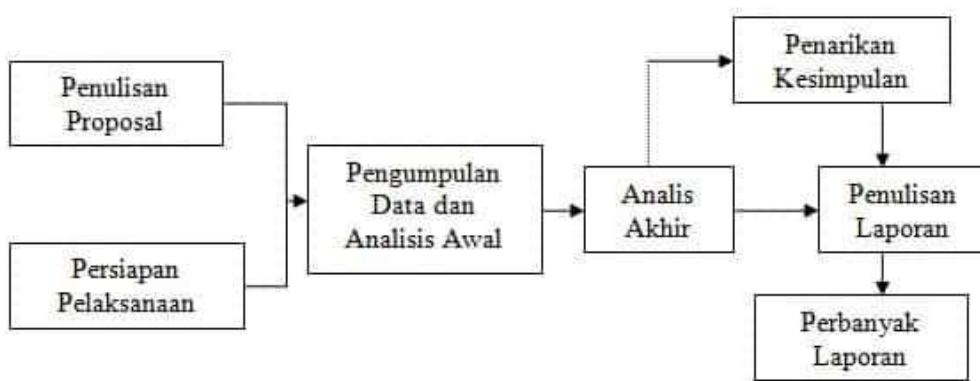 Penulisan
Proposal
Persiapan
Pelaksanaan
Pengumpulan
Data dan
Analisis Awal
Analis
Akhir
Penarikan
Kesimpulan
Penulisan
Laporan
Perbanyak
Laporan